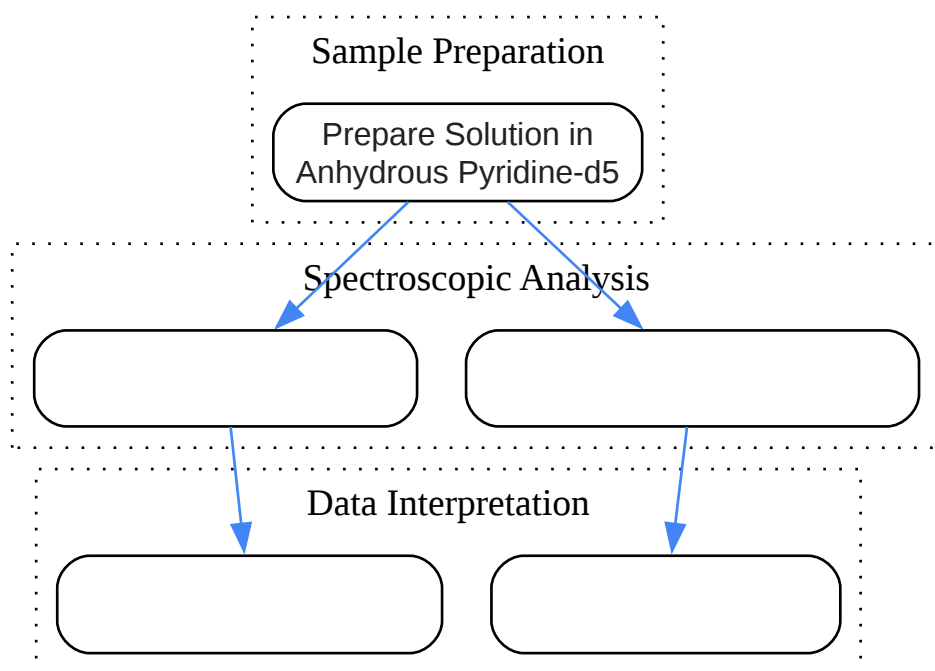 Sample Preparation
Prepare Solution in
Anhydrous Pyridine-d5
Spectroscopic Analysis
Data Interpretation